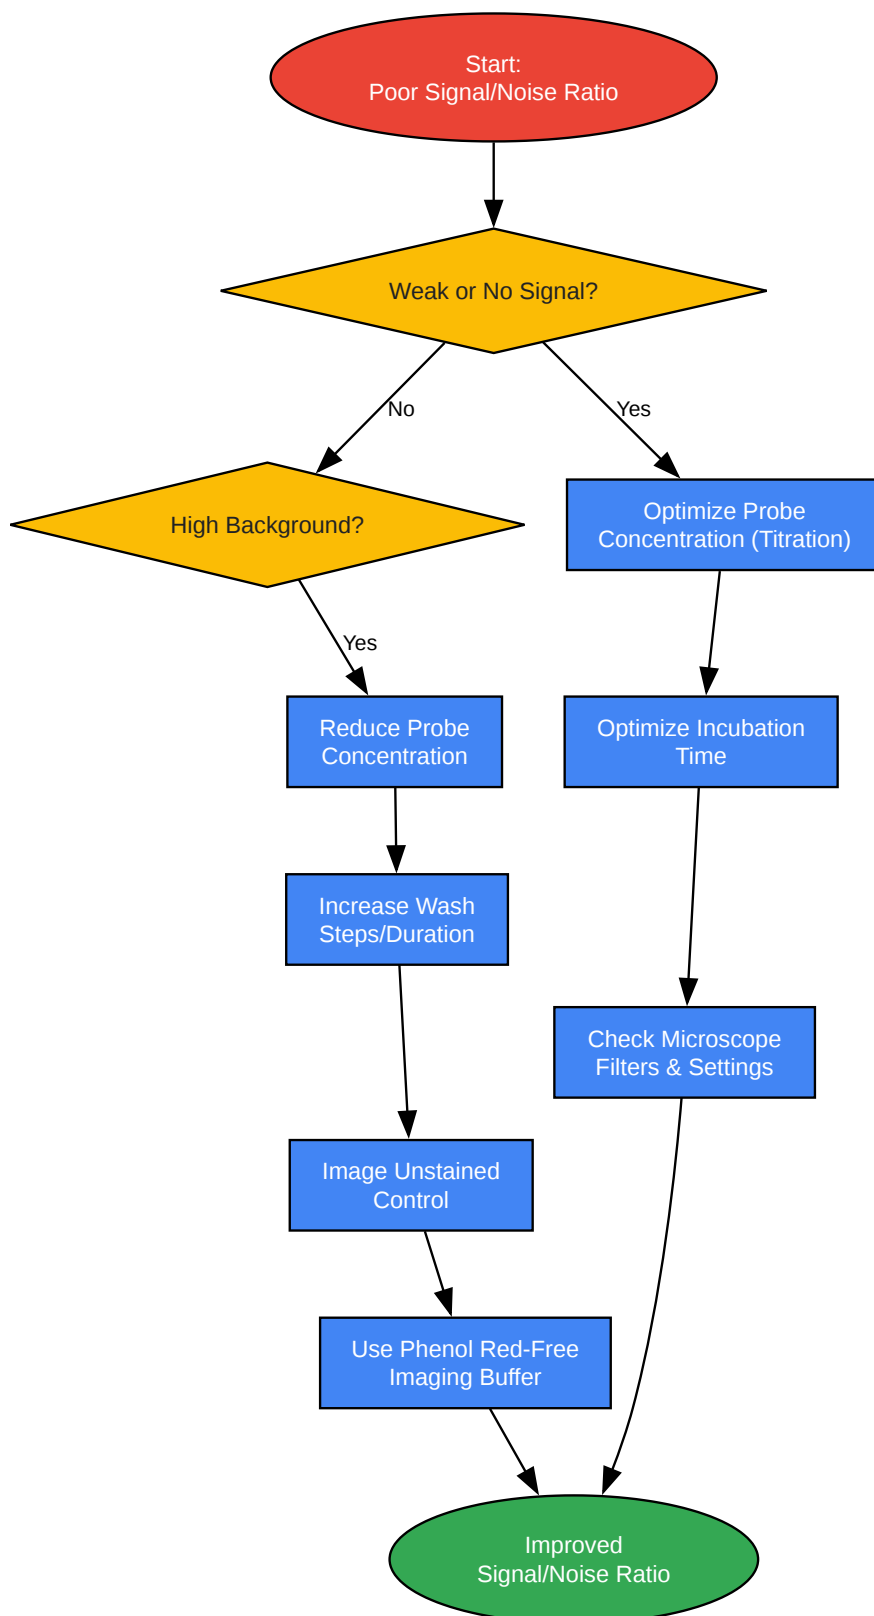 Start:
Poor Signal/Noise Ratio
Weak or No Signal?
No
Yes
High Background?
Optimize Probe
Concentration (Titration)
Yes
Reduce Probe
Concentration
Optimize Incubation
Time
Increase Wash
Steps/Duration
Check Microscope
Filters & Settings
Image Unstained
Control
Use Phenol Red-Free
Imaging Buffer
Improved
Signal/Noise Ratio